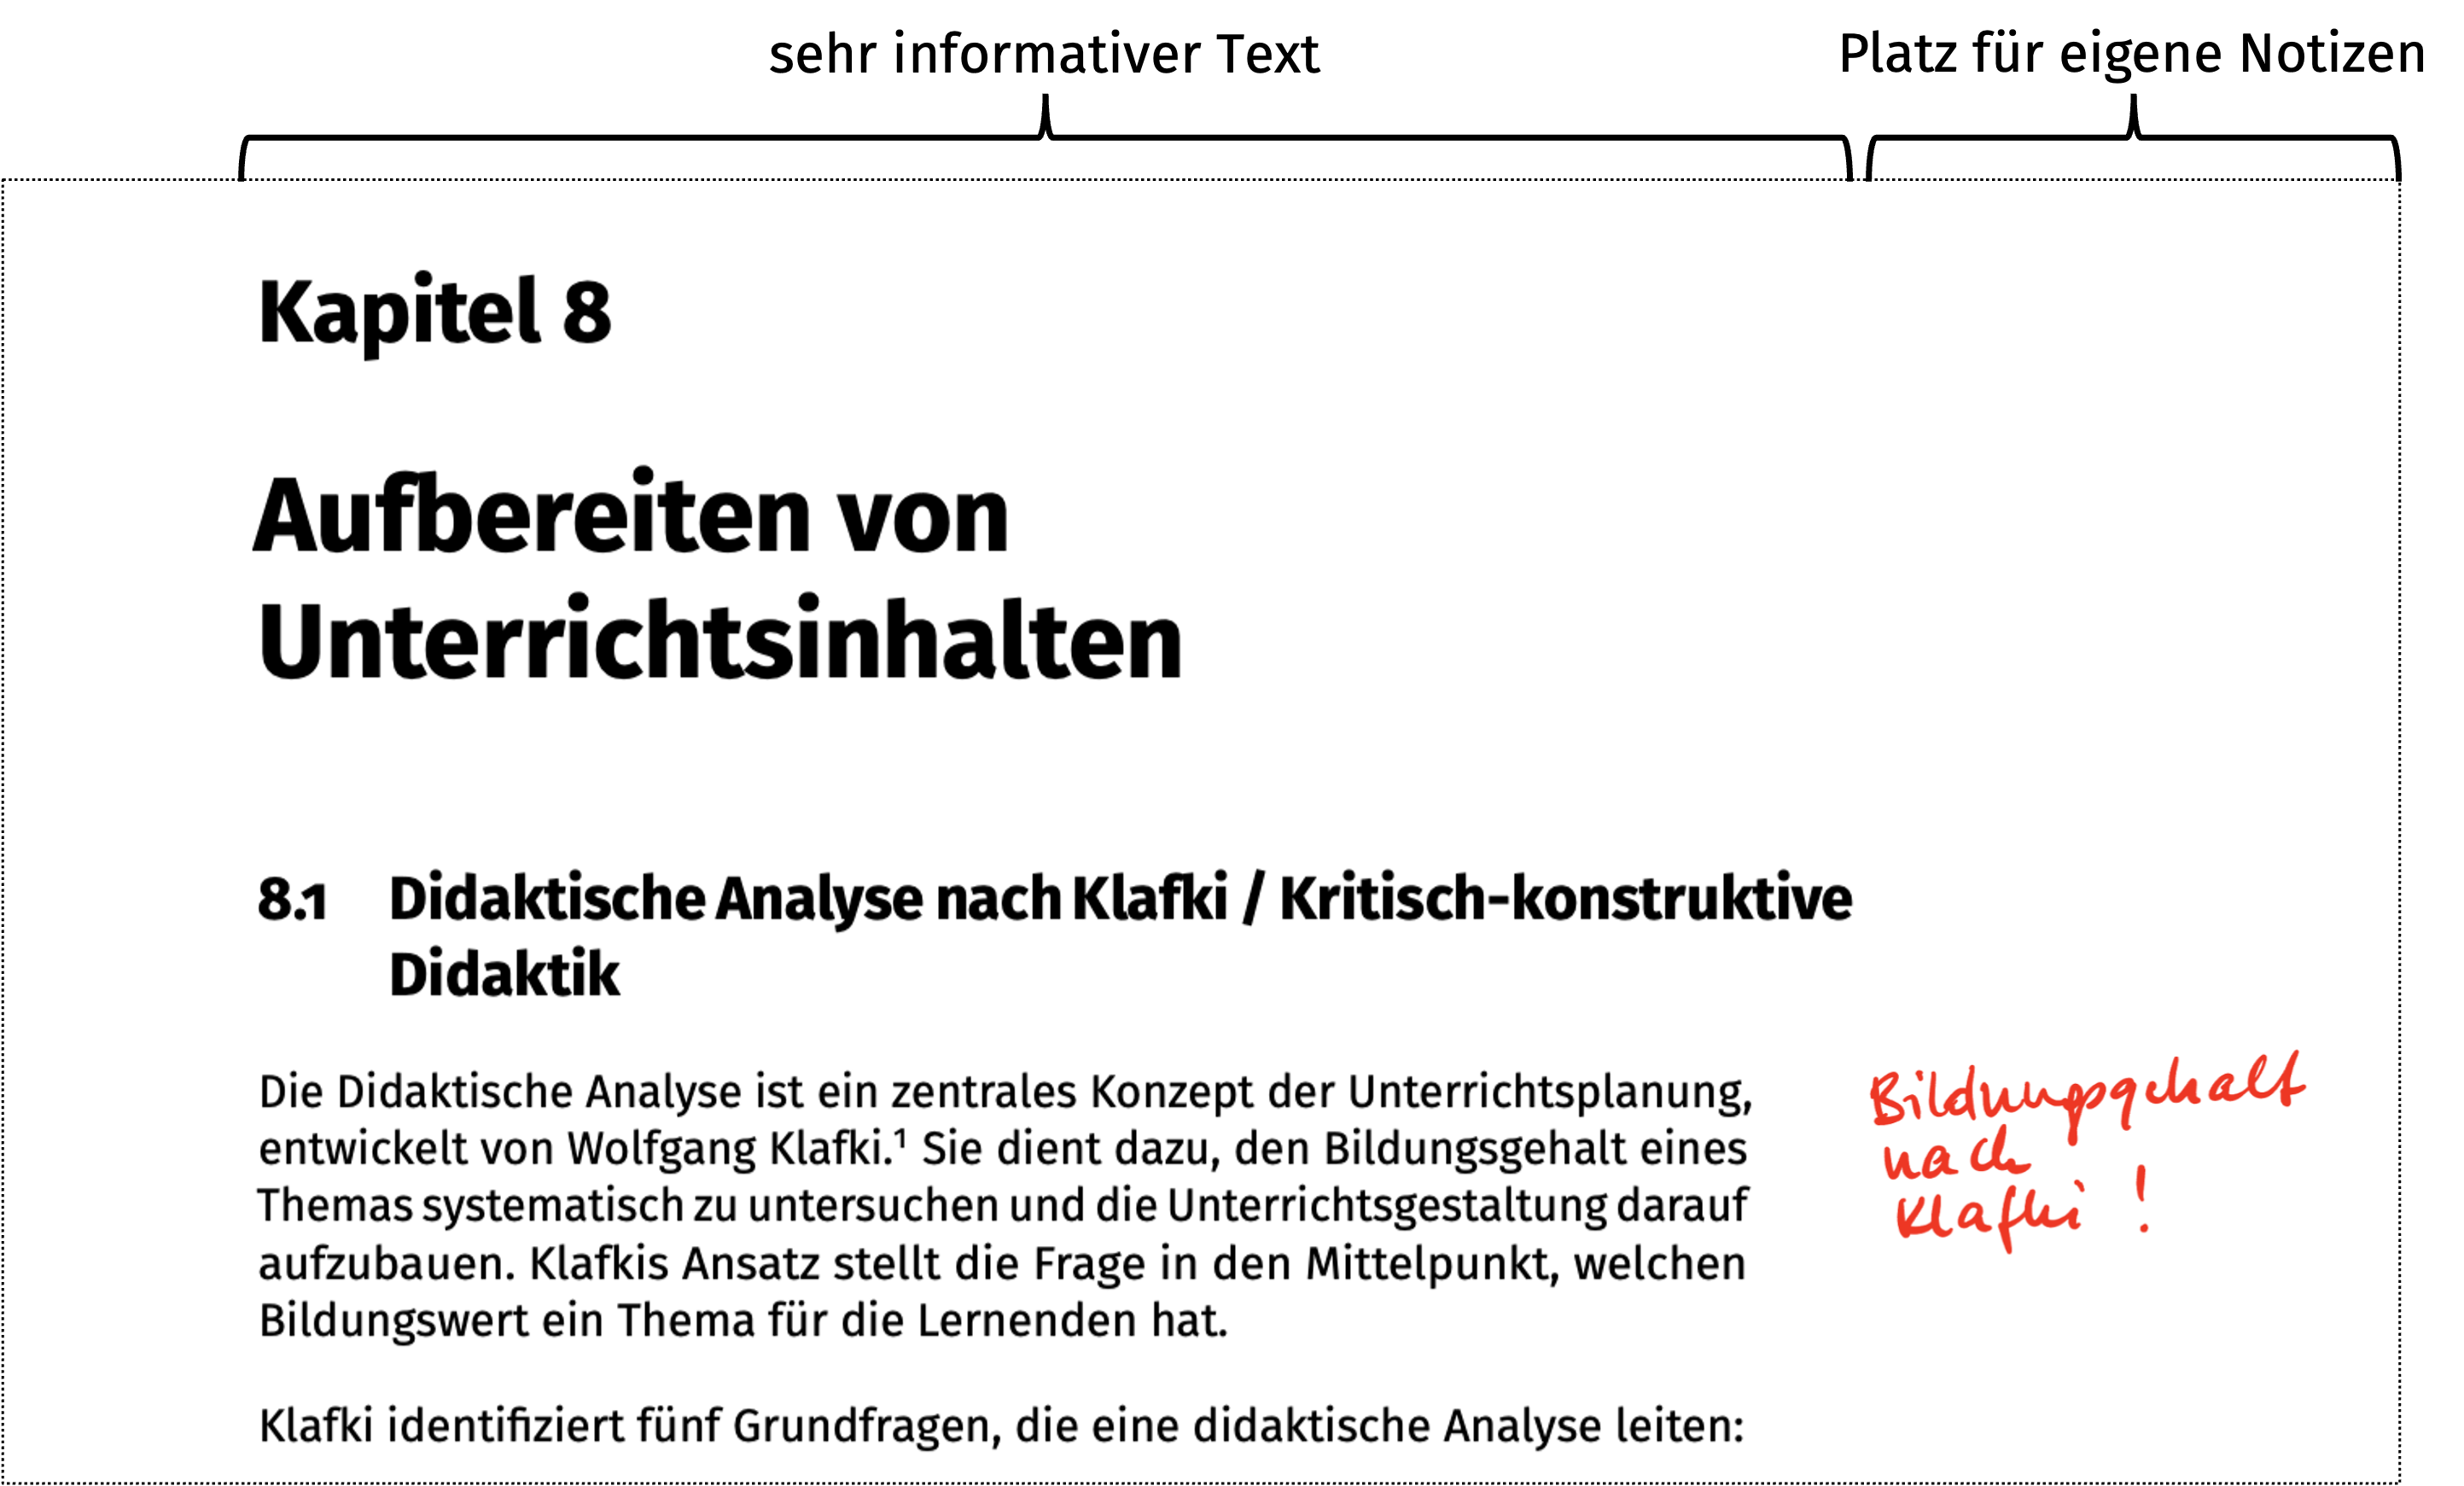 sehr informativer Text
Platz für eigene Notizen
Kapitel 8
Aufbereiten von
Unterrichtsinhalten
8.1 Didaktische Analyse nach Klafki / Kritisch-konstruktive
Didaktik
Die Didaktische Analyse ist ein zentrales Konzept der Unterrichtsplanung,
entwickelt von Wolfgang Klafki.¹ Sie dient dazu, den Bildungsgehalt eines
Themas systematisch zu untersuchen und die Unterrichtsgestaltung darauf
aufzubauen. Klafkis Ansatz stellt die Frage in den Mittelpunkt, welchen
Bildungswert ein Thema für die Lernenden hat.
Klafki identifiziert fünf Grundfragen, die eine didaktische Analyse leiten:
Bildungsgehalt
nach
Klafki !